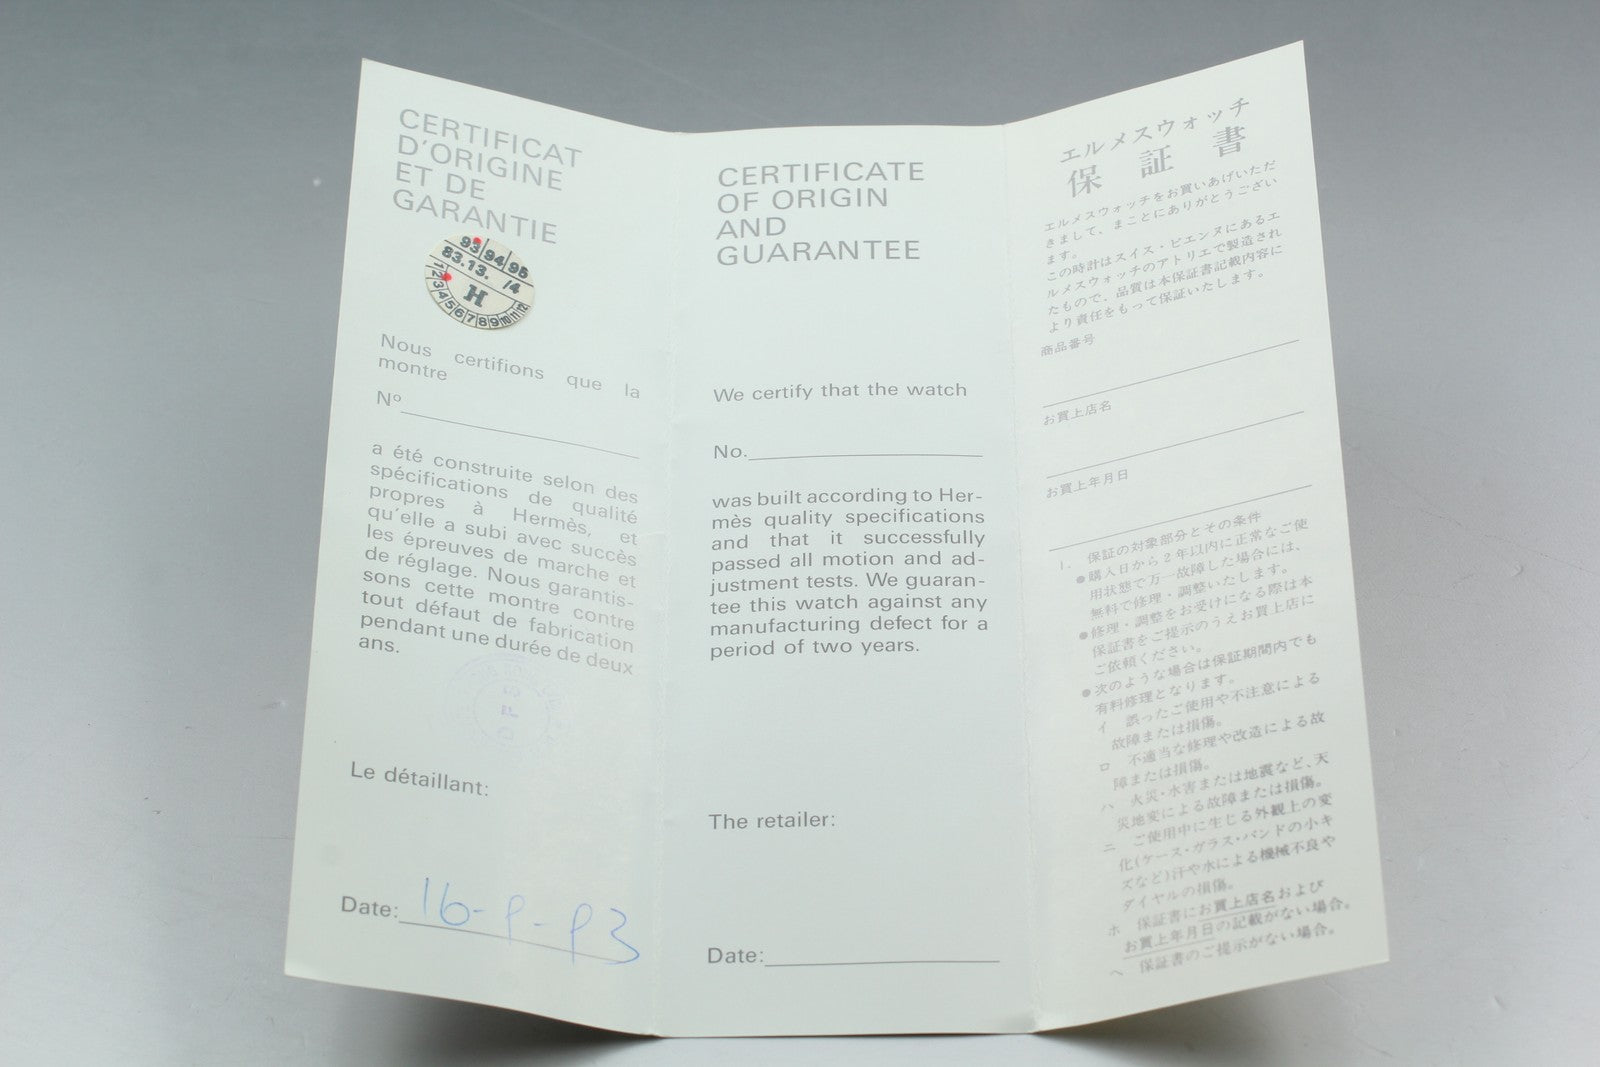 CERTIFICAT
D'ORIGINE
ET DE
GARANTIE
93 94 95
83.13. /4
H
1 2 3 4 5 6 7 8 9 10 11 12
Nous certifions que la
montre
Nº
a été construite selon des
spécifications de qualité
propres à Hermès, et
qu'elle a subi avec succès
les épreuves de marche et
de réglage. Nous garantis-
sons cette montre contre
tout défaut de fabrication
pendant une durée de deux
ans.
Le détaillant:
Date: 16-9-93
CERTIFICATE
OF ORIGIN
AND
GUARANTEE
We certify that the watch
No.
was built according to Her-
mès quality specifications
and that it successfully
passed all motion and ad-
justment tests. We guaran-
tee this watch against any
manufacturing defect for a
period of two years.
The retailer:
Date:
エルメスウォッチ
保証書
エルメスウォッチをお買いあげいただ
きまして、まことにありがとうござい
ます。
この時計はスイス・ビエンヌにあるエ
ルメスウォッチのアトリエで製造され
たもので、品質は本保証書記載内容に
より責任をもって保証いたします。
商品番号
お買上店名
お買上年月日
1. 保証の対象部分とその条件
●購入日から2年以内に正常なご使
用状態で万一故障した場合には、
無料で修理・調整いたします。
●修理・調整をお受けになる際は本
保証書をご提示のうえお買上店に
ご依頼ください。
●次のような場合は保証期間内でも
有料修理となります。
イ 誤ったご使用や不注意による
故障または損傷。
ロ 不適当な修理や改造による故
障または損傷。
ハ 火災・水害または地震など、天
災地変による故障または損傷。
ニ ご使用中に生じる外観上の変
化(ケース・ガラス・バンドの小キ
ズなど)汗や水による機械不良や
ダイヤルの損傷。
ホ 保証書にお買上店名および
お買上年月日の記載がない場合。
ヘ 保証書のご提示がない場合。